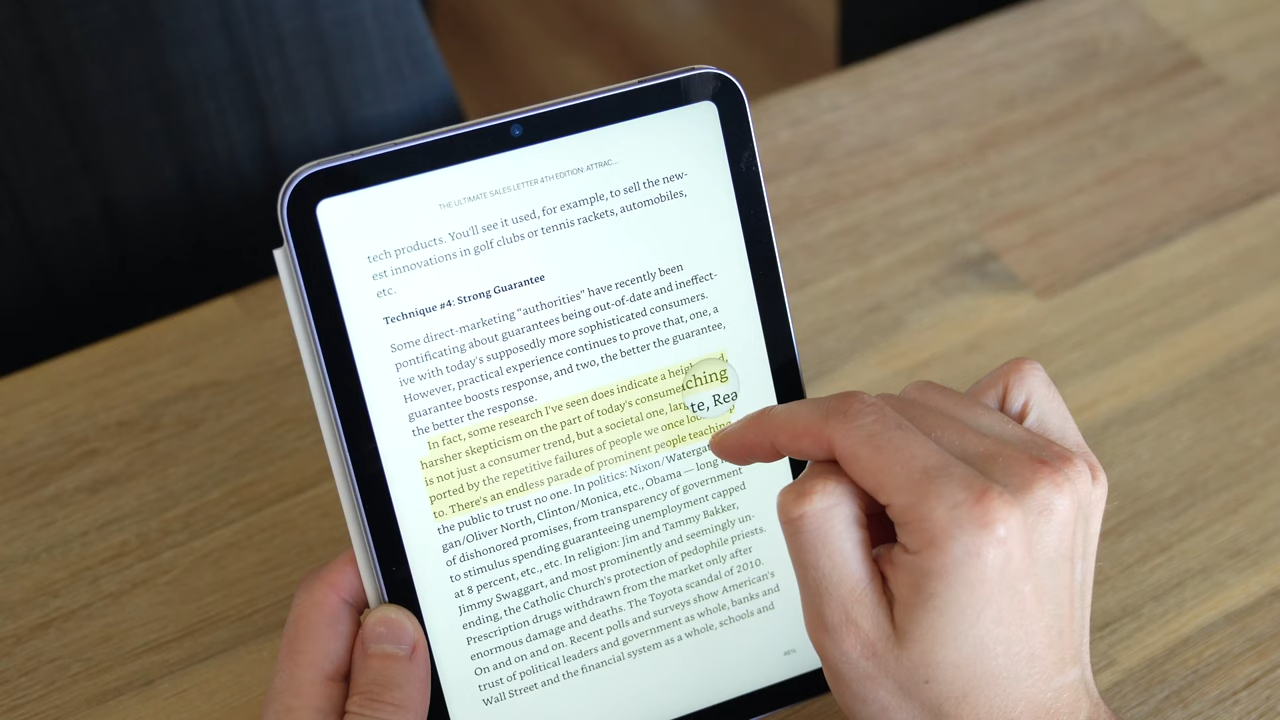 THE ULTIMATE SALES LETTER 4TH EDITION: ATTRAC...
tech products. You'll see it used, for example, to sell the new-
est innovations in golf clubs or tennis rackets, automobiles,
etc.
Technique #4: Strong Guarantee
Some direct-marketing “authorities” have recently been
pontificating about guarantees being out-of-date and ineffect-
ive with today's supposedly more sophisticated consumers.
However, practical experience continues to prove that, one, a
guarantee boosts response, and two, the better the guarantee,
the better the response.
In fact, some research I've seen does indicate a
harsher skepticism on the part of today's
is not just a consumer trend, but a societal one,
ported by the repetitive failures of people we once
to. There's an endless parade of prominent people teaching
ching
te, Rea
the public to trust no one. In politics: Nixon/
gan/Oliver North, Clinton/Monica, etc., Obama — long
of dishonored promises, from transparency of government
to stimulus spending guaranteeing unemployment capped
at 8 percent, etc., etc. In religion: Jim and Tammy Bakker,
Jimmy Swaggart, and most prominently and seemingly un-
ending, the Catholic Church's protection of pedophile priests.
Prescription drugs withdrawn from the market only after
enormous damage and deaths. The Toyota scandal of 2010.
On and on and on. Recent polls and surveys show American's
trust of political leaders and government as whole, banks and
Wall Street and the financial system as a whole, schools and